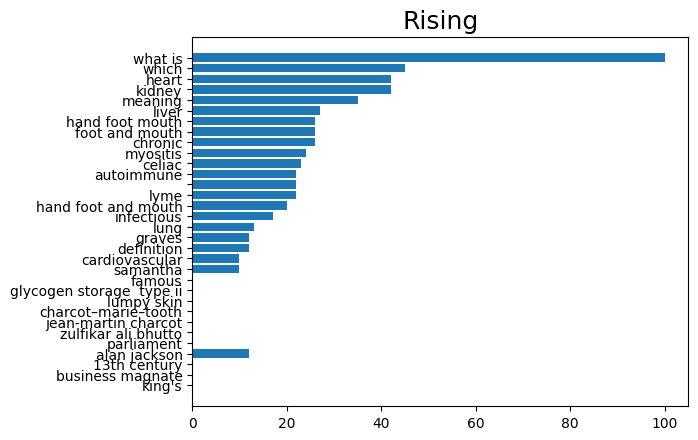 Rising
what is
which
heart
kidney
meaning
liver
hand foot mouth
foot and mouth
chronic
myositis
celiac
autoimmune
lyme
hand foot and mouth
infectious
lung
graves
definition
cardiovascular
samantha
famous
glycogen storage  type ii
lumpy skin
charcot–marie–tooth
jean-martin charcot
zulfikar ali bhutto
parliament
alan jackson
13th century
business magnate
king's
0 20 40 60 80 100